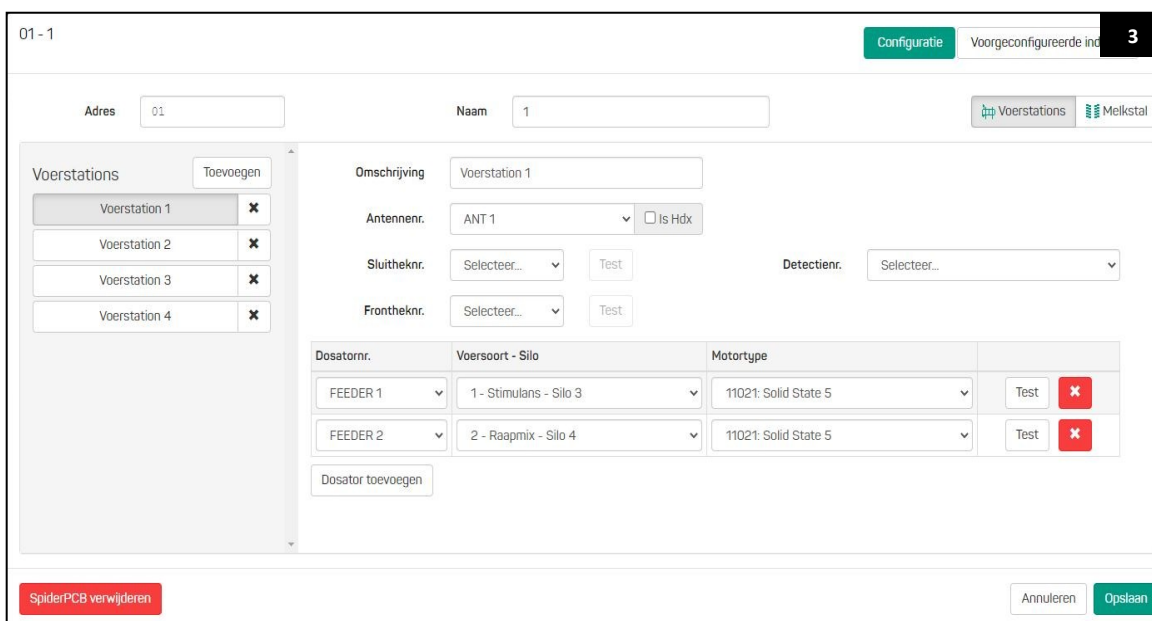 01 - 1
Configuratie Voorgeconfigureerde ind 3
Adres 01 Naam 1 Voerstations Melkstal
Voerstations Toevoegen
Voerstation 1
Voerstation 2
Voerstation 3
Voerstation 4
Omschrijving Voerstation 1
Antennenr. ANT 1 Is Hdx
Sluitheknr. Selecteer... Test Detectienr. Selecteer...
Frontheknr. Selecteer... Test
Dosatornr. Voersoort - Silo Motortype
FEEDER 1 1 - Stimulans - Silo 3 11021: Solid State 5 Test
FEEDER 2 2 - Raapmix - Silo 4 11021: Solid State 5 Test
Dosator toevoegen
SpiderPCB verwijderen Annuleren Opslaan